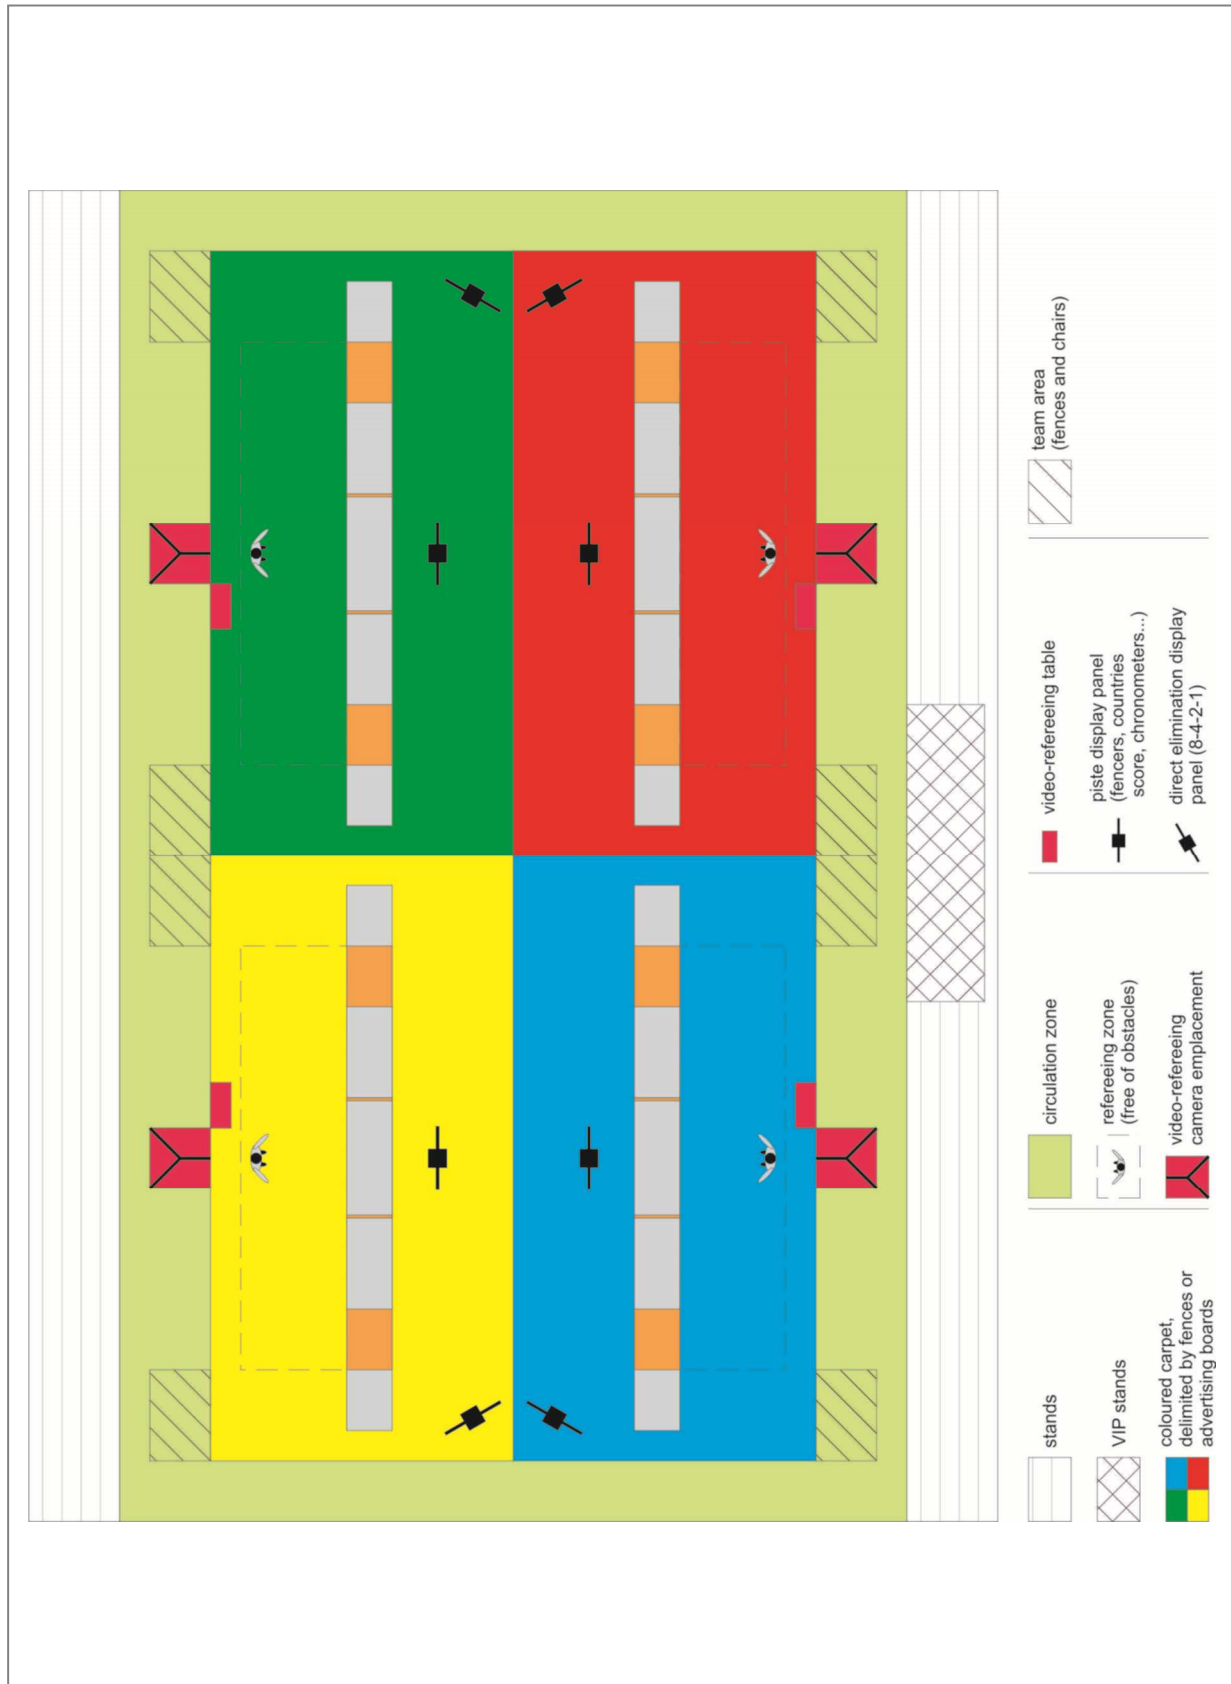 stands
VIP stands
coloured carpet,
delimited by fences or
advertising boards
circulation zone
refereeing zone
(free of obstacles)
video-refereeing
camera emplacement
video-refereeing table
piste display panel
(fencers, countries
score, chronometers...)
direct elimination display
panel (8-4-2-1)
team area
(fences and chairs)